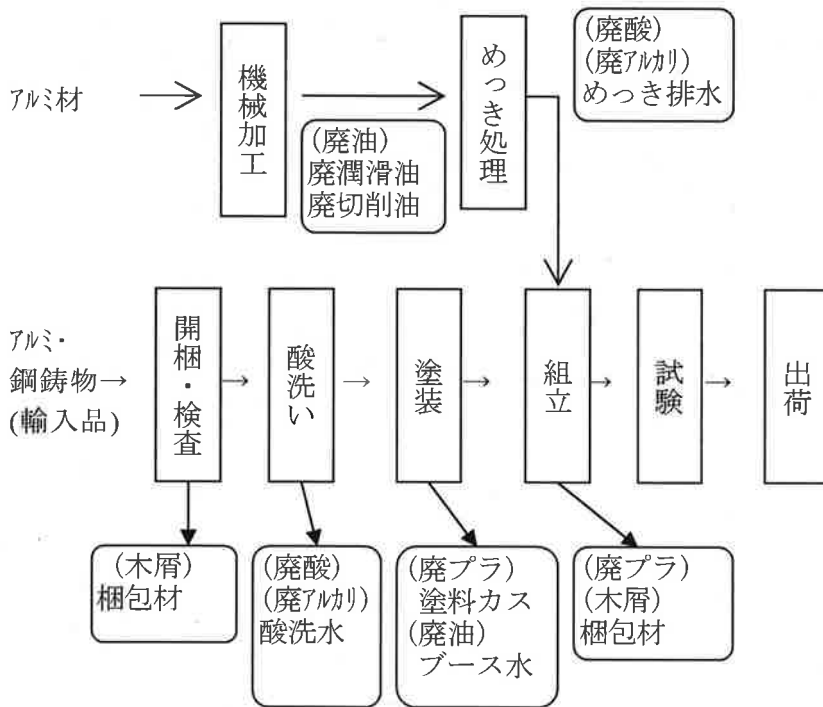 アルミ材
機械加工
(廃油)
廃潤滑油
廃切削油
めっき処理
(廃酸)
(廃アルカリ)
めっき排水
アルミ・
鋼鋳物→
(輸入品)
開梱・検査
→
酸洗い
→
塗装
→
組立
→
試験
→
出荷
(木屑)
梱包材
(廃酸)
(廃アルカリ)
酸洗水
(廃プラ)
塗料カス
(廃油)
ブース水
(廃プラ)
(木屑)
梱包材